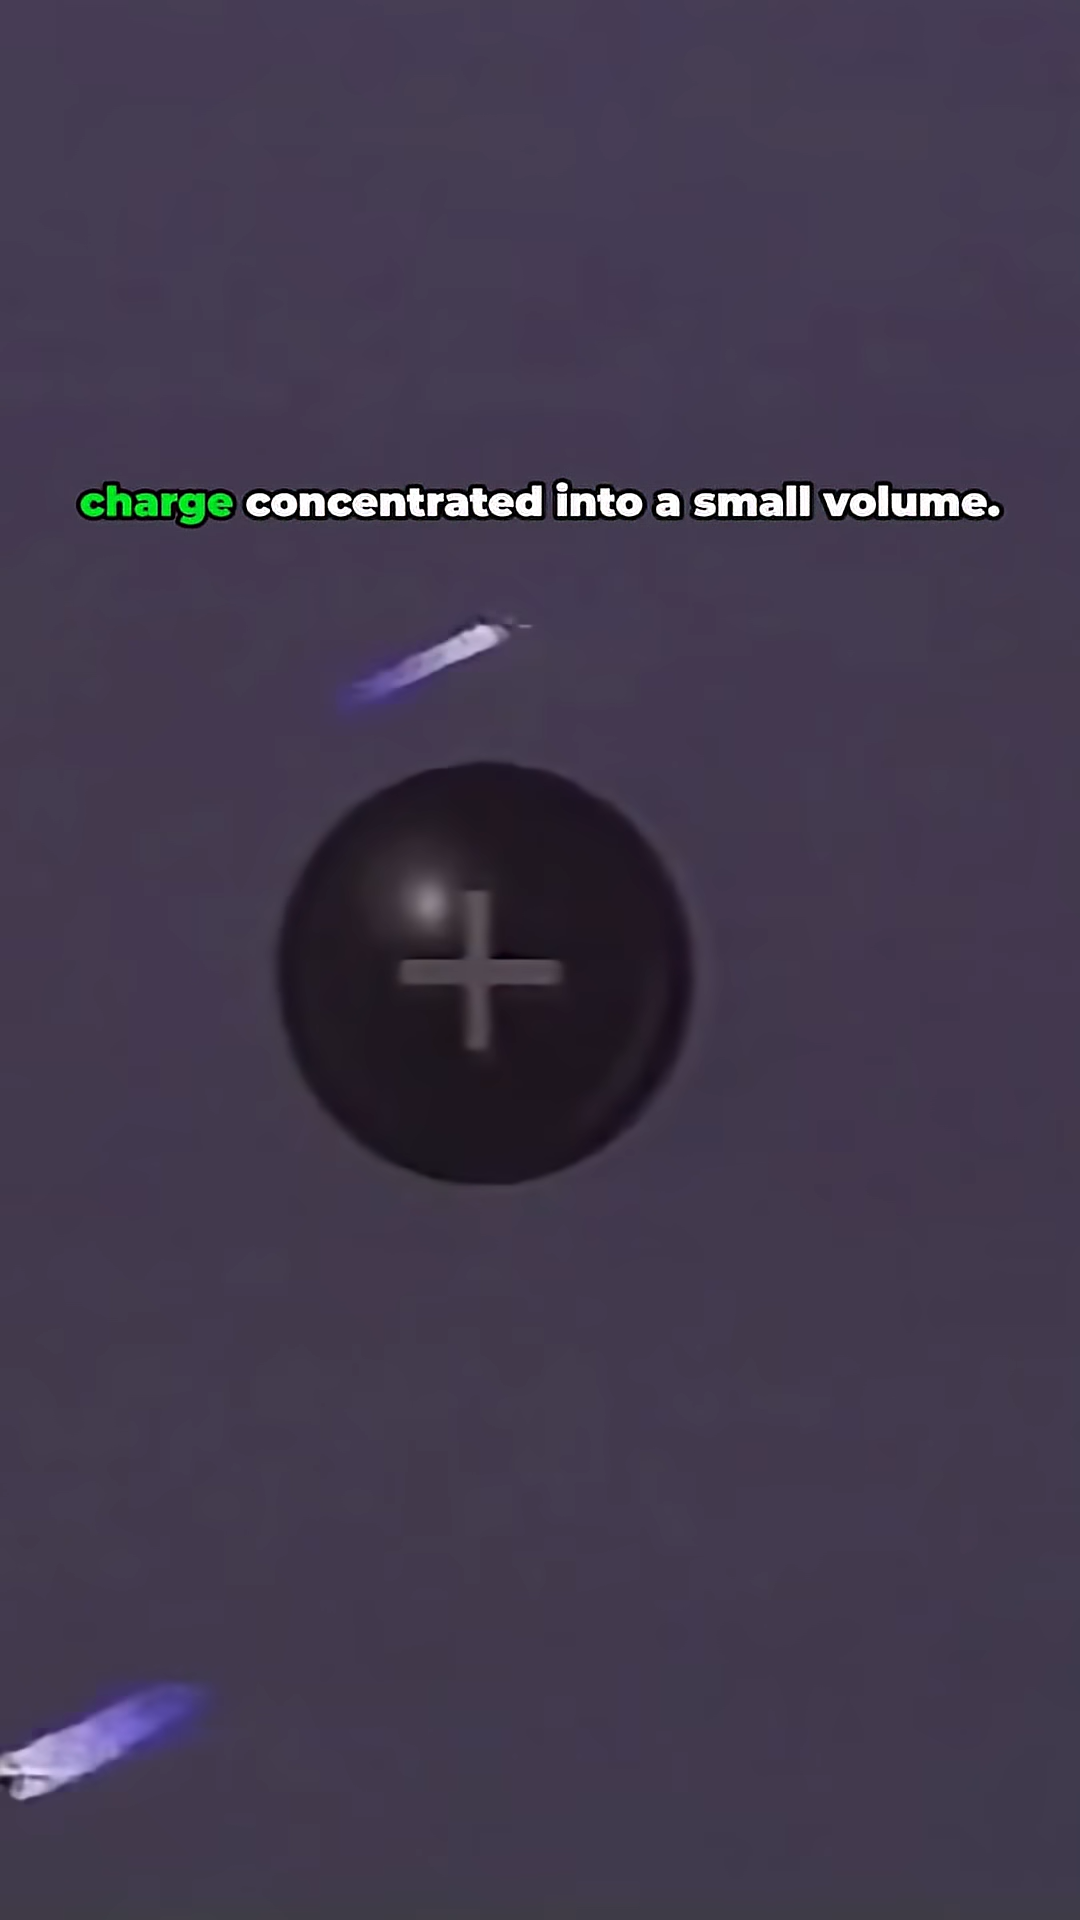 charge concentrated into a small volume.
+